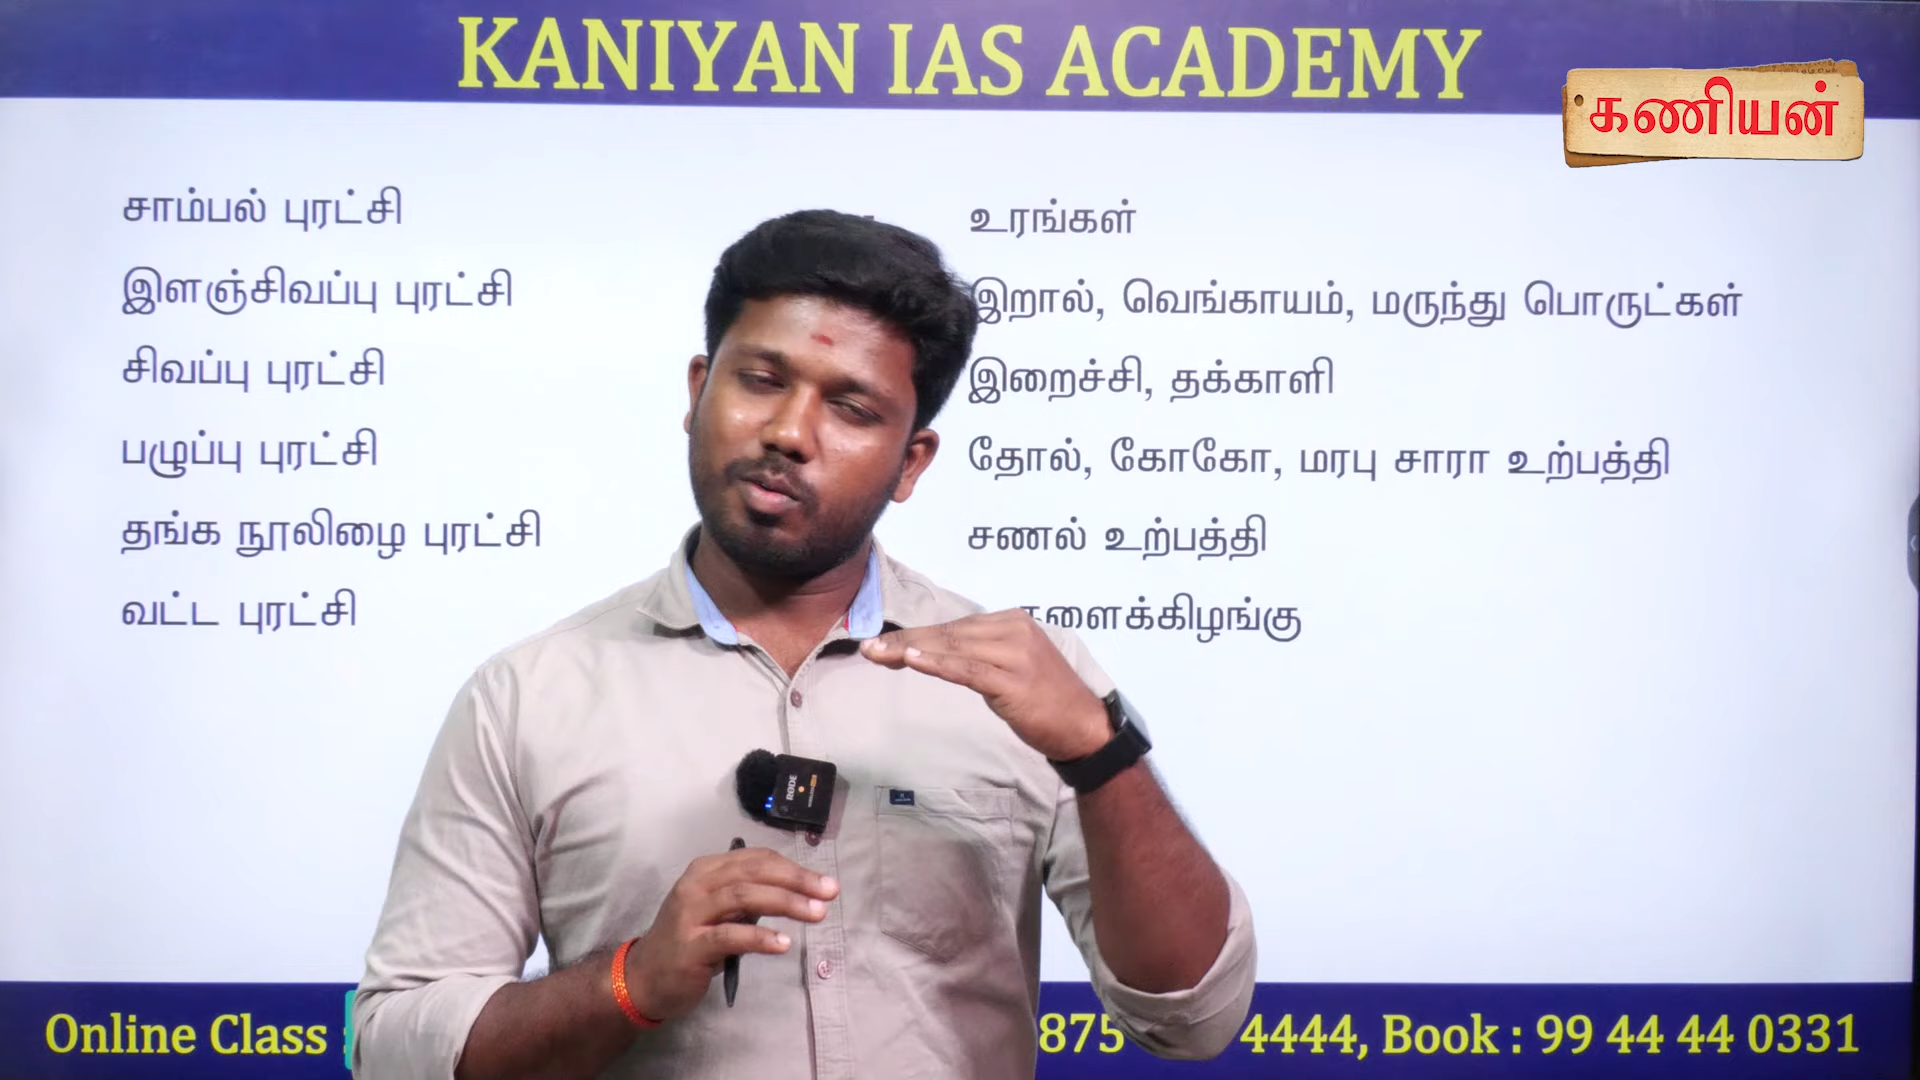 KANIYAN IAS ACADEMY
கணியன்
சாம்பல் புரட்சி உரங்கள்
இளஞ்சிவப்பு புரட்சி இறால், வெங்காயம், மருந்து பொருட்கள்
சிவப்பு புரட்சி இறைச்சி, தக்காளி
பழுப்பு புரட்சி தோல், கோகோ, மரபு சாரா உற்பத்தி
தங்க நூலிழை புரட்சி சணல் உற்பத்தி
வட்ட புரட்சி
RODE
Online Class : 875 4444, Book : 99 44 44 0331